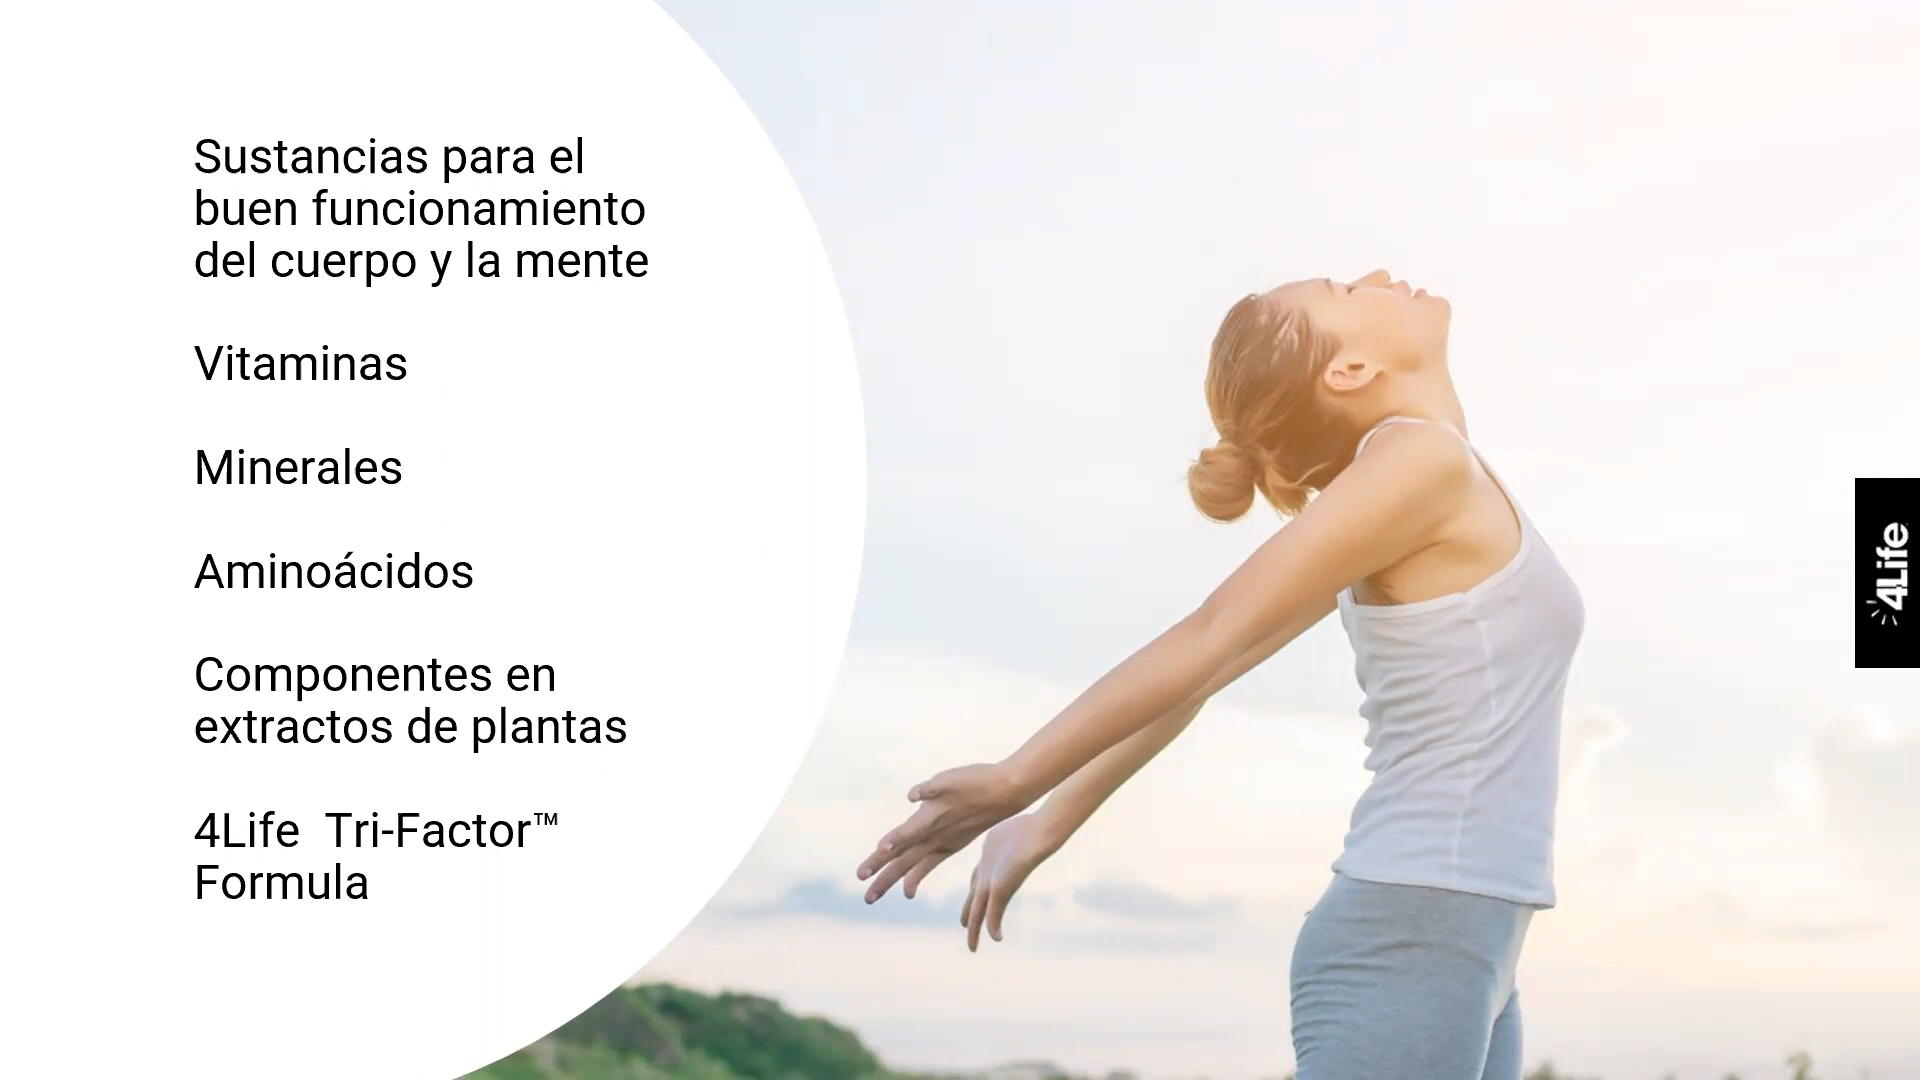 Sustancias para el
buen funcionamiento
del cuerpo y la mente
Vitaminas
Minerales
Aminoácidos
Componentes en
extractos de plantas
4Life  Tri-Factor™
Formula
4Life